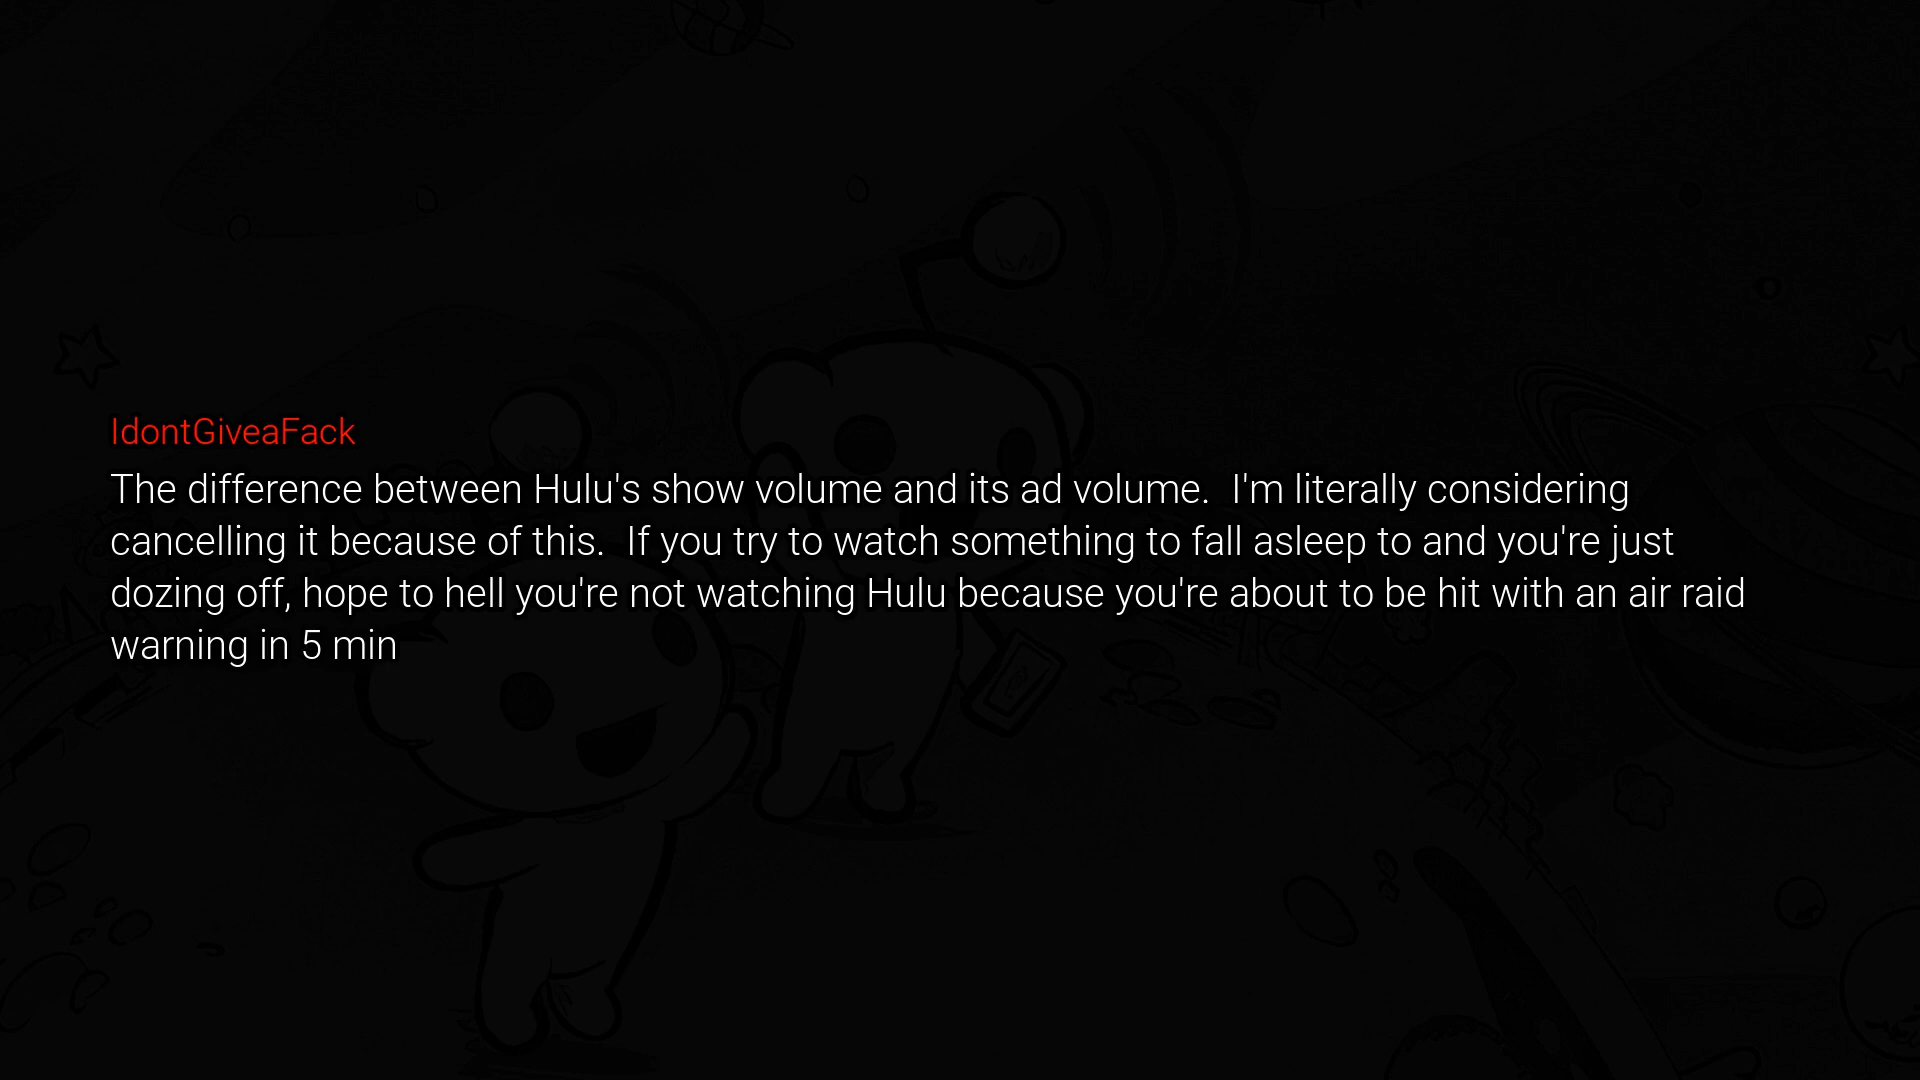 IdontGiveaFack
The difference between Hulu's show volume and its ad volume.  I'm literally considering
cancelling it because of this.  If you try to watch something to fall asleep to and you're just
dozing off, hope to hell you're not watching Hulu because you're about to be hit with an air raid
warning in 5 min